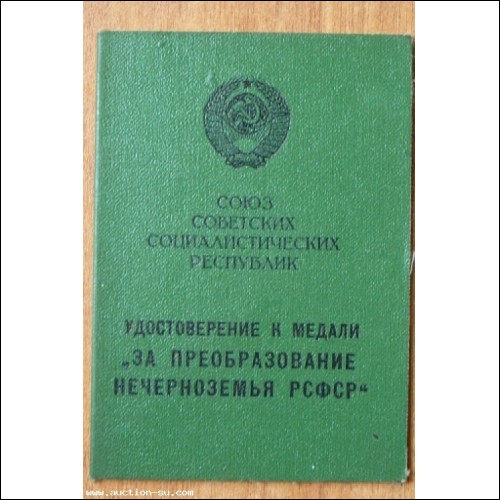 СОЮЗ
СОВЕТСКИХ
СОЦИАЛИСТИЧЕСКИХ
РЕСПУБЛИК
УДОСТОВЕРЕНИЕ К МЕДАЛИ
„ЗА ПРЕОБРАЗОВАНИЕ
НЕЧЕРНОЗЕМЬЯ РСФСР“
www.auction-su.com